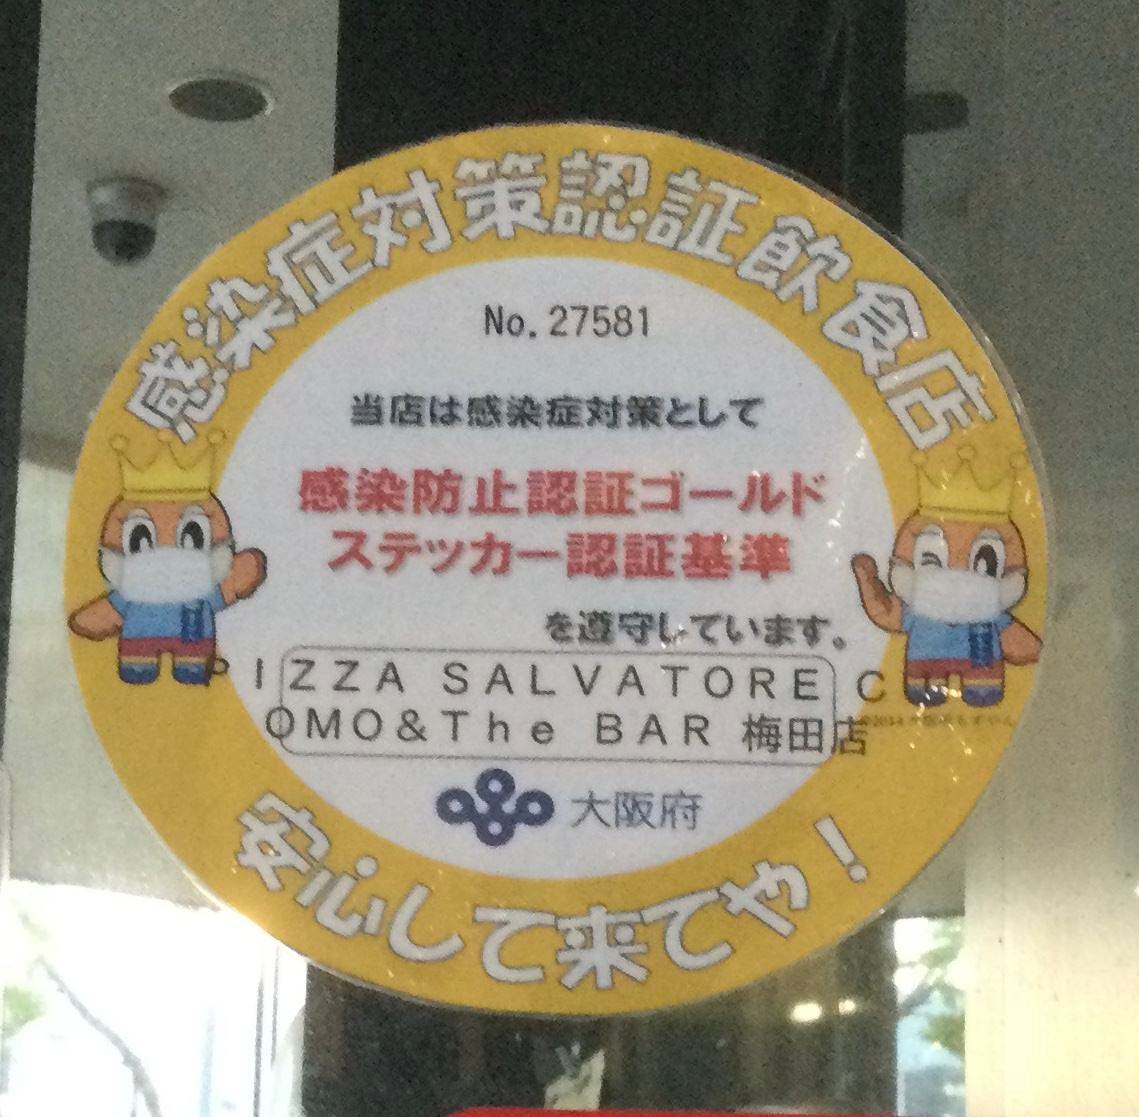 感染症対策認証飲食店
No. 27581
当店は感染症対策として
感染防止認証ゴールド
ステッカー認証基準
を遵守しています。
PIZZA SALVATORE CU
OMO&The BAR 梅田店
大阪府
安心して来てや！